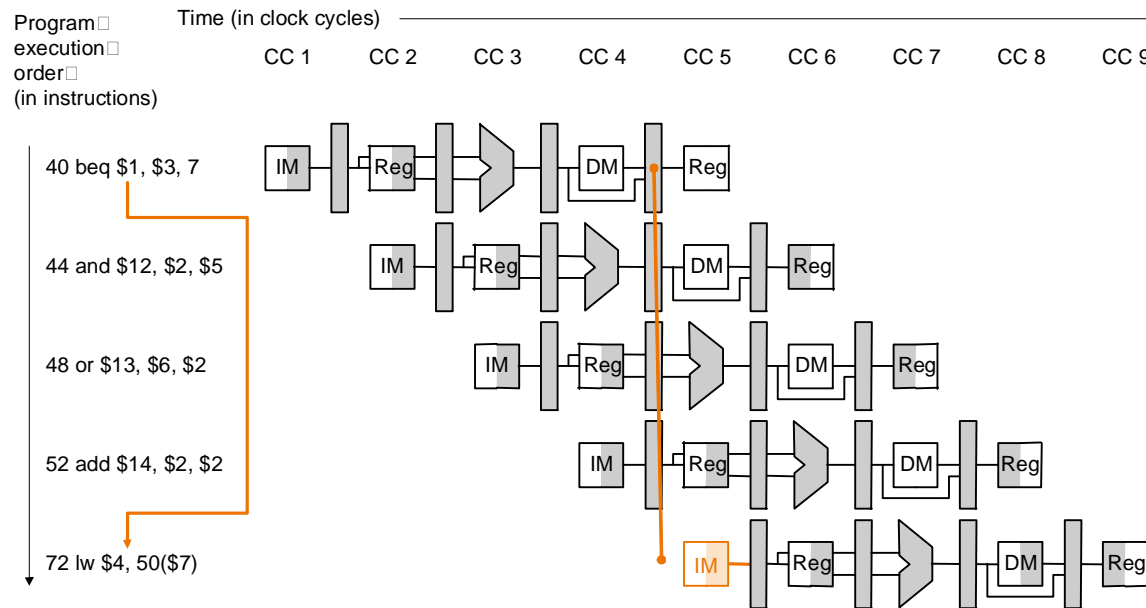 Time (in clock cycles)
Program□
execution□
order□
(in instructions)
CC 1 CC 2 CC 3 CC 4 CC 5 CC 6 CC 7 CC 8 CC 9
40 beq $1, $3, 7
IM Reg DM Reg
44 and $12, $2, $5
IM Reg DM Reg
48 or $13, $6, $2
IM Reg DM Reg
52 add $14, $2, $2
IM Reg DM Reg
72 lw $4, 50($7)
IM Reg DM Reg